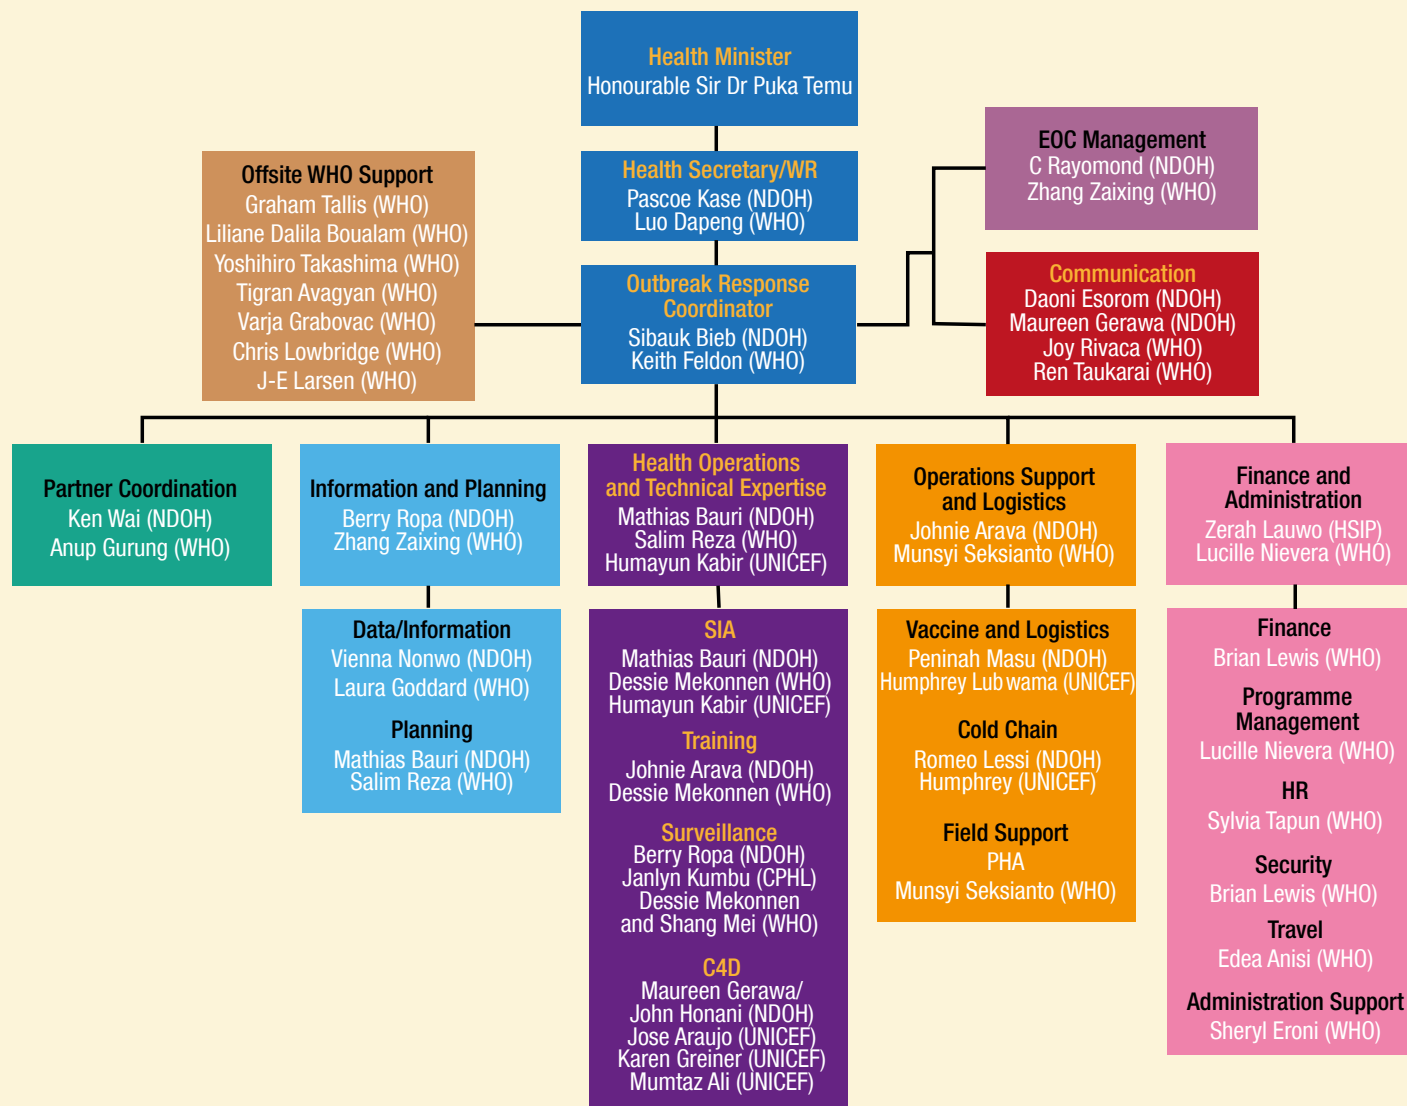 Health Minister
Honourable Sir Dr Puka Temu
Health Secretary/WR
Pascoe Kase (NDOH)
Luo Dapeng (WHO)
Outbreak Response
Coordinator
Sibauk Bieb (NDOH)
Keith Feldon (WHO)
Offsite WHO Support
Graham Tallis (WHO)
Liliane Dalila Boualam (WHO)
Yoshihiro Takashima (WHO)
Tigran Avagyan (WHO)
Varja Grabovac (WHO)
Chris Lowbridge (WHO)
J-E Larsen (WHO)
EOC Management
C Rayomond (NDOH)
Zhang Zaixing (WHO)
Communication
Daoni Esorom (NDOH)
Maureen Gerawa (NDOH)
Joy Rivaca (WHO)
Ren Taukarai (WHO)
Partner Coordination
Ken Wai (NDOH)
Anup Gurung (WHO)
Information and Planning
Berry Ropa (NDOH)
Zhang Zaixing (WHO)
Data/Information
Vienna Nonwo (NDOH)
Laura Goddard (WHO)
Planning
Mathias Bauri (NDOH)
Salim Reza (WHO)
Health Operations
and Technical Expertise
Mathias Bauri (NDOH)
Salim Reza (WHO)
Humayun Kabir (UNICEF)
SIA
Mathias Bauri (NDOH)
Dessie Mekonnen (WHO)
Humayun Kabir (UNICEF)
Training
Johnie Arava (NDOH)
Dessie Mekonnen (WHO)
Surveillance
Berry Ropa (NDOH)
Janlyn Kumbu (CPHL)
Dessie Mekonnen
and Shang Mei (WHO)
C4D
Maureen Gerawa/
John Honani (NDOH)
Jose Araujo (UNICEF)
Karen Greiner (UNICEF)
Mumtaz Ali (UNICEF)
Operations Support
and Logistics
Johnie Arava (NDOH)
Munsyi Seksianto (WHO)
Vaccine and Logistics
Peninah Masu (NDOH)
Humphrey Lub wama (UNICEF)
Cold Chain
Romeo Lessi (NDOH)
Humphrey (UNICEF)
Field Support
PHA
Munsyi Seksianto (WHO)
Finance and
Administration
Zerah Lauwo (HSIP)
Lucille Nievera (WHO)
Finance
Brian Lewis (WHO)
Programme
Management
Lucille Nievera (WHO)
HR
Sylvia Tapun (WHO)
Security
Brian Lewis (WHO)
Travel
Edea Anisi (WHO)
Administration Support
Sheryl Eroni (WHO)